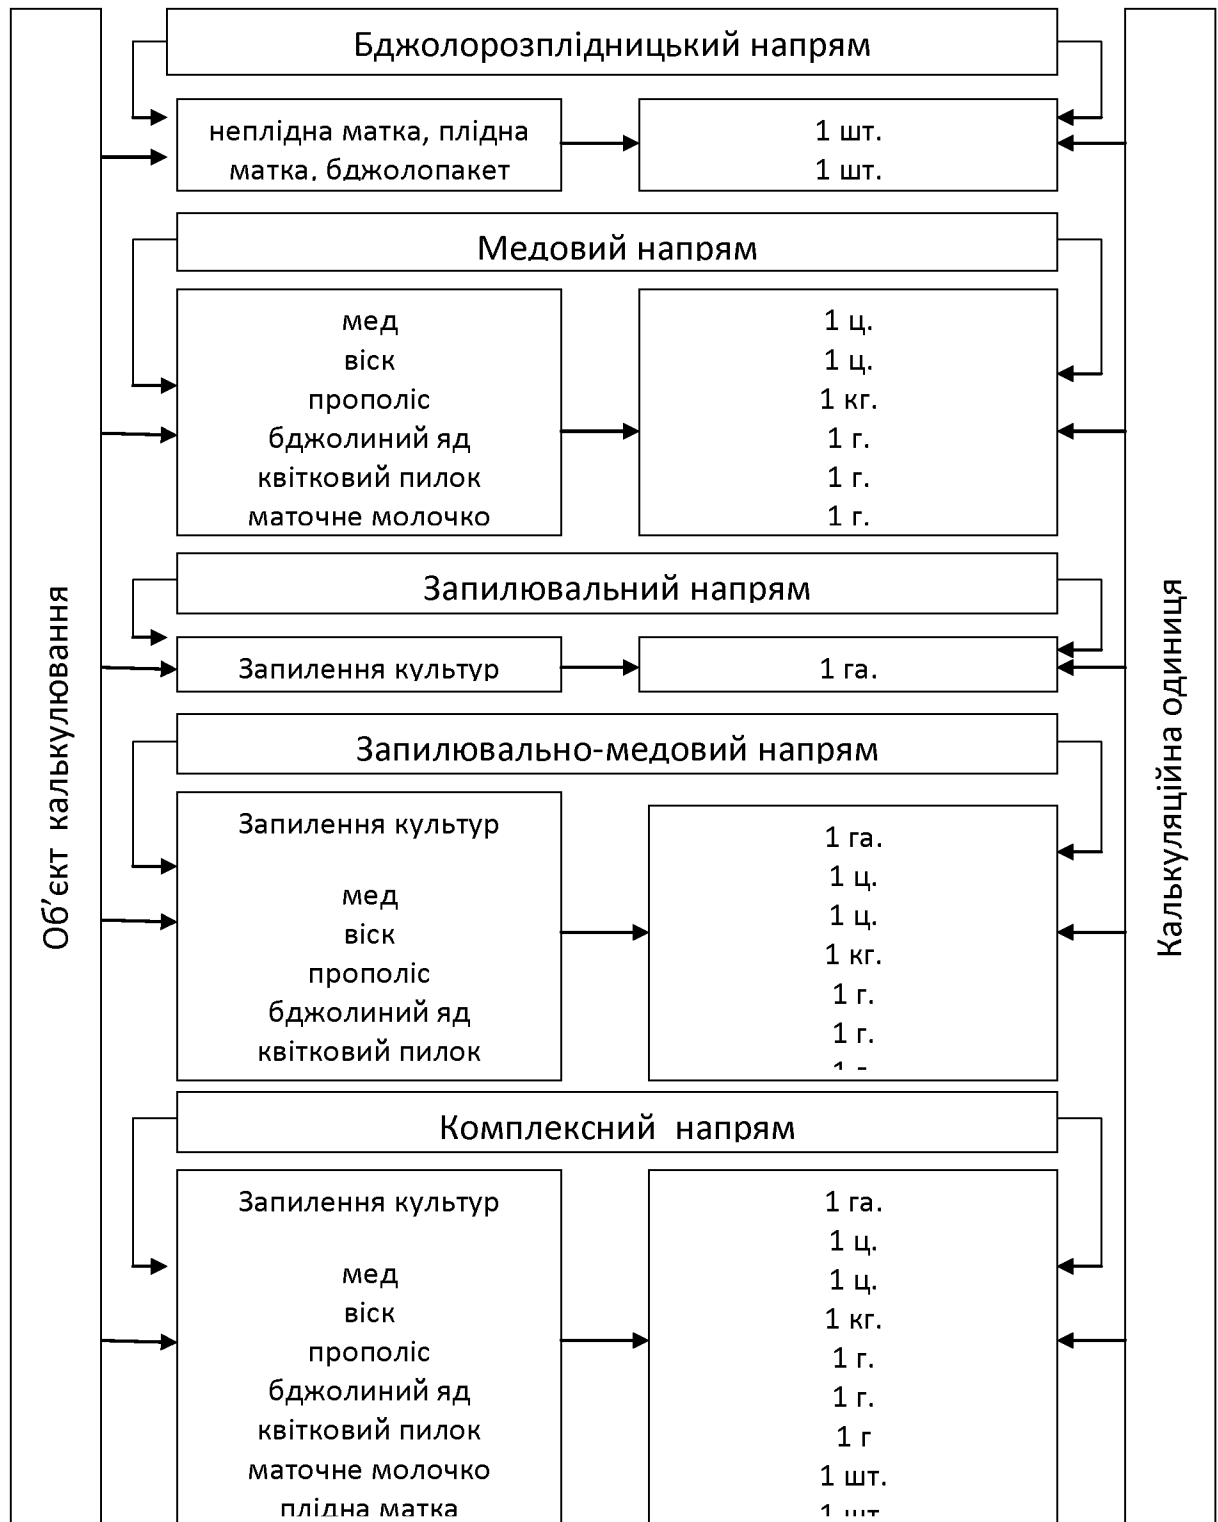 Об’єкт калькулювання
Бджолорозплідницький напрям
неплідна матка, плідна
матка, бджолопакет
1 шт.
1 шт.
Медовий напрям
мед
віск
прополіс
бджолиний яд
квітковий пилок
маточне молочко
1 ц.
1 ц.
1 кг.
1 г.
1 г.
1 г.
Запилювальний напрям
Запилення культур
1 га.
Запилювально-медовий напрям
Запилення культур
мед
віск
прополіс
бджолиний яд
квітковий пилок
1 га.
1 ц.
1 ц.
1 кг.
1 г.
1 г.
Комплексний напрям
Запилення культур
мед
віск
прополіс
бджолиний яд
квітковий пилок
маточне молочко
плідна матка
1 га.
1 ц.
1 ц.
1 кг.
1 г.
1 г.
1 г
1 шт.
1 шт
Калькуляційна одиниця